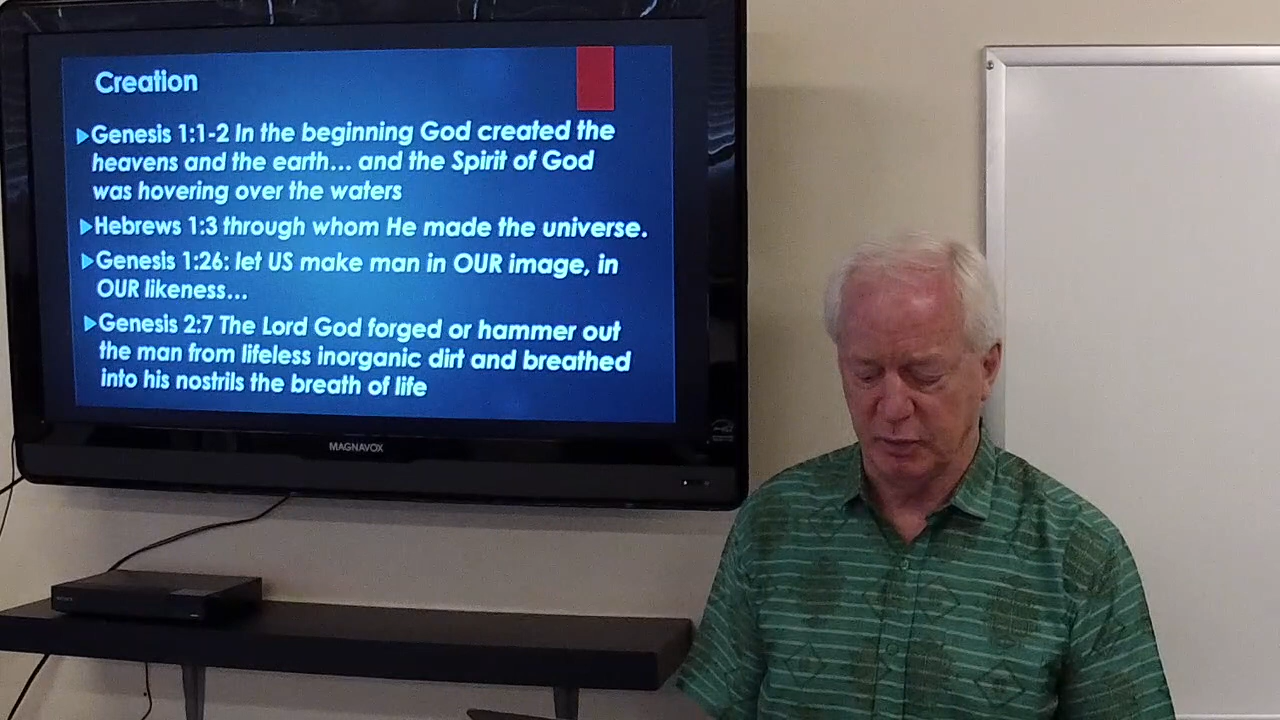 Creation
Genesis 1:1-2 In the beginning God created the
heavens and the earth... and the Spirit of God
was hovering over the waters
Hebrews 1:3 through whom He made the universe.
Genesis 1:26: let US make man in OUR image, in
OUR likeness...
Genesis 2:7 The Lord God forged or hammer out
the man from lifeless inorganic dirt and breathed
into his nostrils the breath of life
MAGNAVOX
SONY